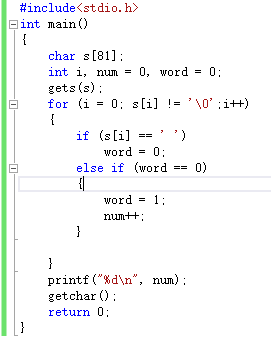 #include<stdio.h>
int main()
{
    char s[81];
    int i, num = 0, word = 0;
    gets(s);
    for (i = 0; s[i] != '\0';i++)
    {
        if (s[i] == ' ')
            word = 0;
        else if (word == 0)
        {
            word = 1;
            num++;
        }

    }
    printf("%d\n", num);
    getchar();
    return 0;
}